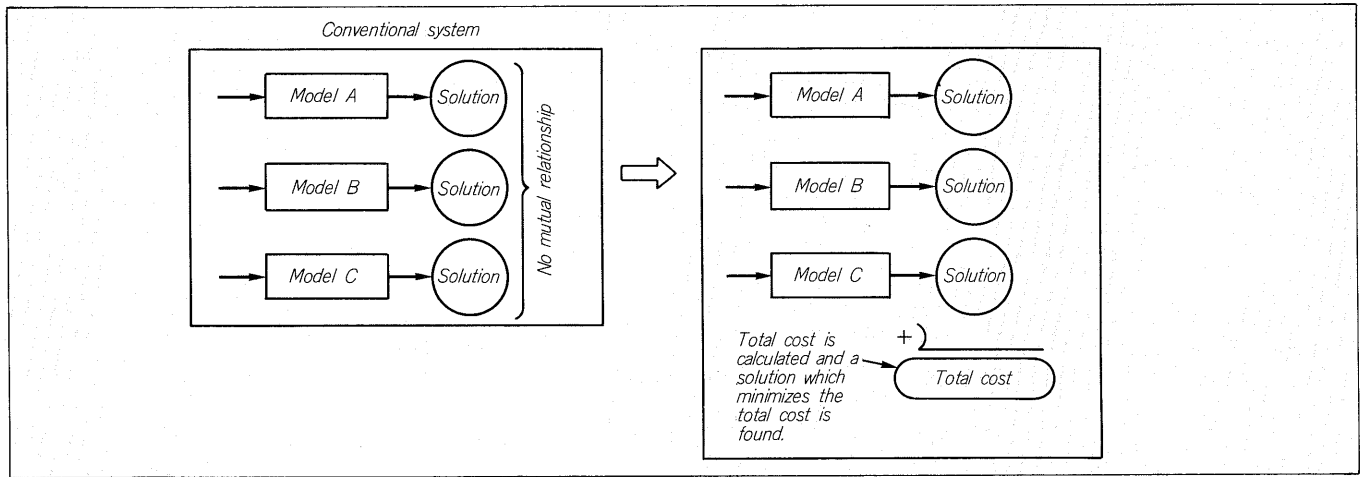 Conventional system
Model A
Solution
Model B
Solution
Model C
Solution
No mutual relationship
Model A
Solution
Model B
Solution
Model C
Solution
+
Total cost
Total cost is
calculated and a
solution which
minimizes the
total cost is
found.